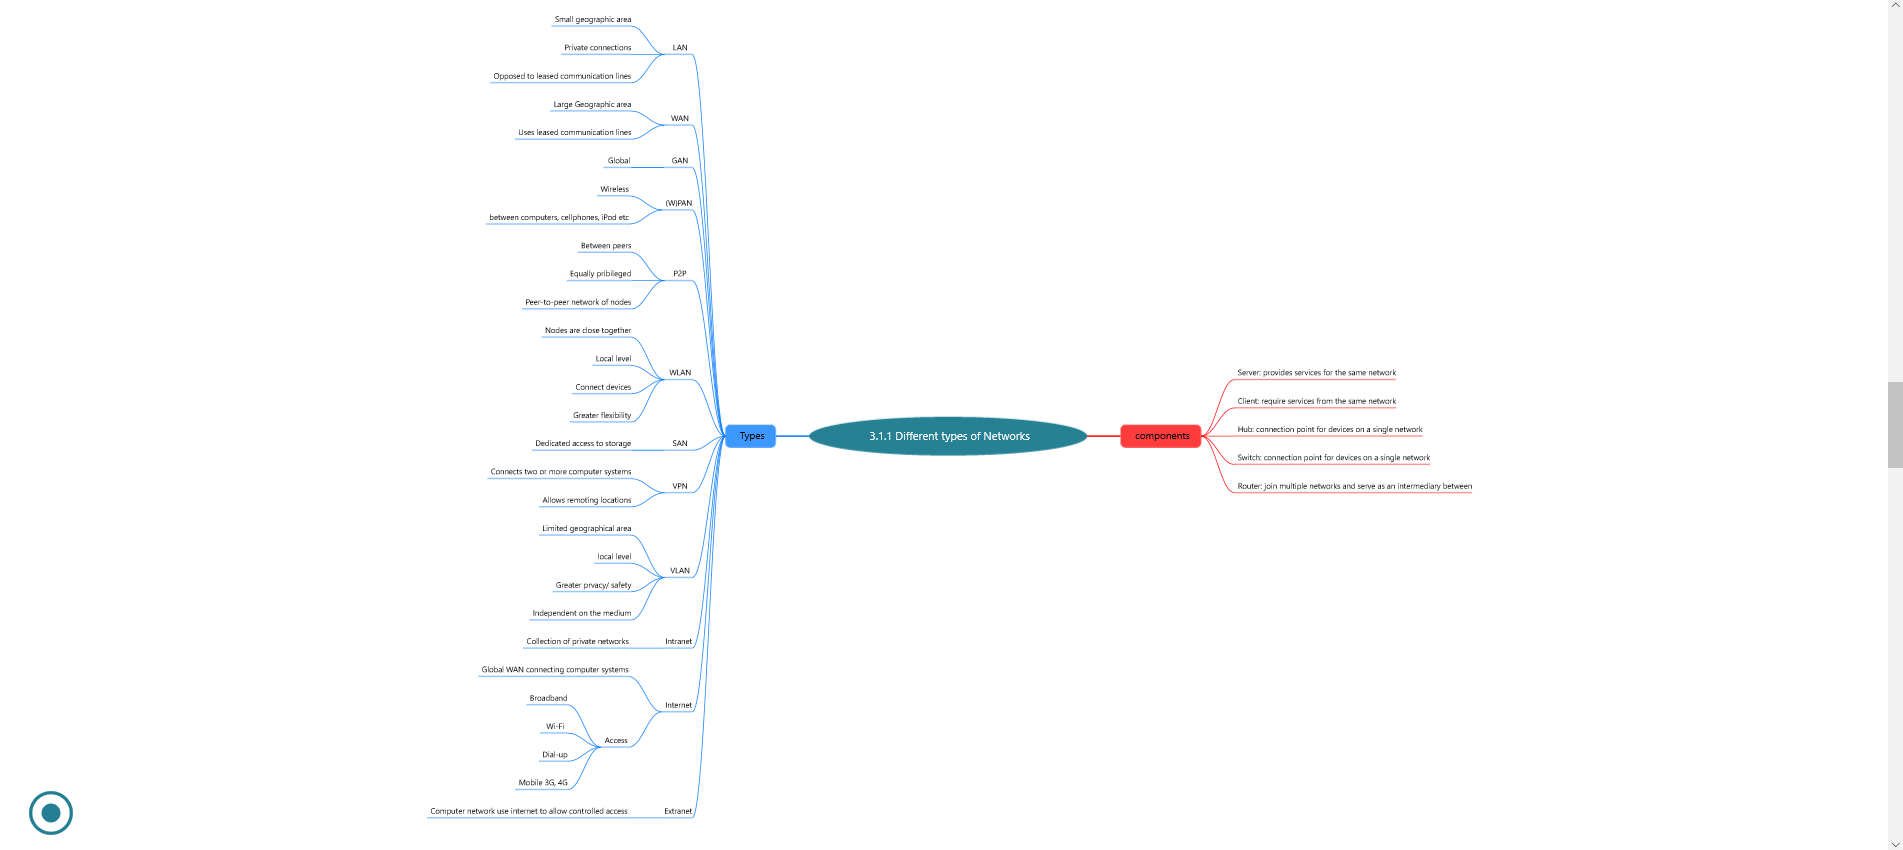 Small geographic area
Private connections
LAN
Opposed to leased communication lines
Large Geographic area
WAN
Uses leased communication lines
Global
GAN
Wireless
(W)PAN
between computers, cellphones, iPod etc
Between peers
Equally pribileged
P2P
Peer-to-peer network of nodes
Nodes are close together
Local level
WLAN
Connect devices
Greater flexibility
Dedicated access to storage
SAN
Connects two or more computer systems
VPN
Allows remoting locations
Limited geographical area
local level
VLAN
Greater prvacy/ safety
Independent on the medium
Collection of private networks
Intranet
Global WAN connecting computer systems
Internet
Broadband
Wi-Fi
Access
Dial-up
Mobile 3G, 4G
Computer network use internet to allow controlled access
Extranet
Types
3.1.1 Different types of Networks
components
Server: provides services for the same network
Client: require services from the same network
Hub: connection point for devices on a single network
Switch: connection point for devices on a single network
Router: join multiple networks and serve as an intermediary between